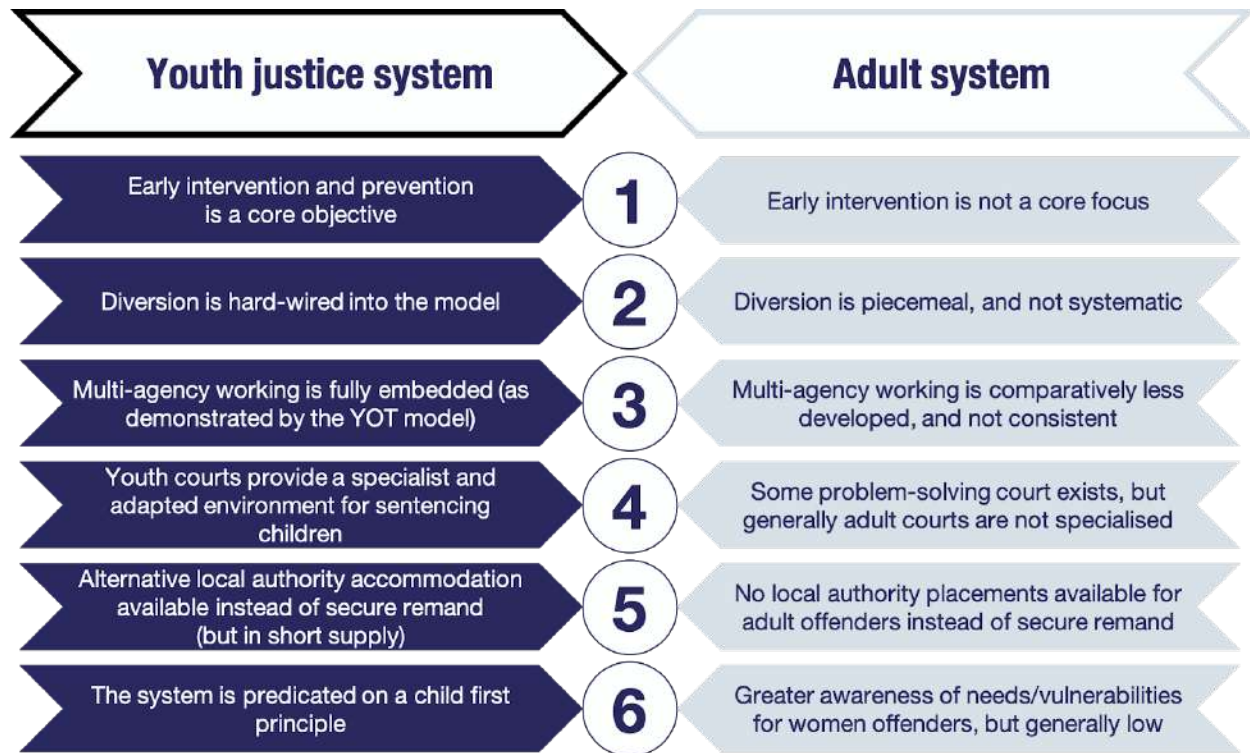 Youth justice system
Adult system
Early intervention and prevention
is a core objective
1
Early intervention is not a core focus
Diversion is hard-wired into the model
2
Diversion is piecemeal, and not systematic
Multi-agency working is fully embedded (as
demonstrated by the YOT model)
3
Multi-agency working is comparatively less
developed, and not consistent
Youth courts provide a specialist and
adapted environment for sentencing
children
4
Some problem-solving court exists, but
generally adult courts are not specialised
Alternative local authority accommodation
available instead of secure remand
(but in short supply)
5
No local authority placements available for
adult offenders instead of secure remand
The system is predicated on a child first
principle
6
Greater awareness of needs/vulnerabilities
for women offenders, but generally low